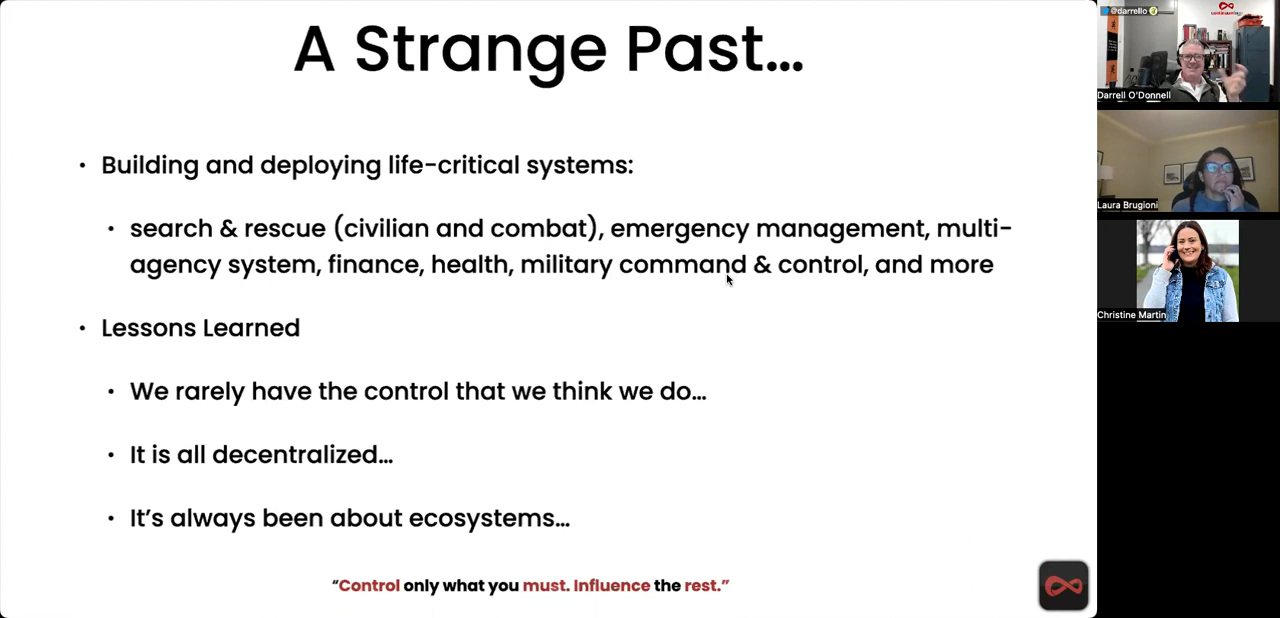 A Strange Past...
• Building and deploying life-critical systems:
• search & rescue (civilian and combat), emergency management, multi-
agency system, finance, health, military command & control, and more
• Lessons Learned
• We rarely have the control that we think we do...
• It is all decentralized...
• It's always been about ecosystems...
"Control only what you must. Influence the rest."
@darrello
Darrell O'Donnell
Laura Brugioni
Christine Martin